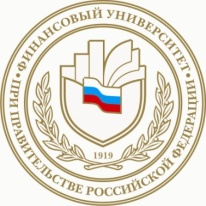 • ФИНАНСОВЫЙ УНИВЕРСИТЕТ •
ПРИ ПРАВИТЕЛЬСТВЕ РОССИЙСКОЙ ФЕДЕРАЦИИ
1919